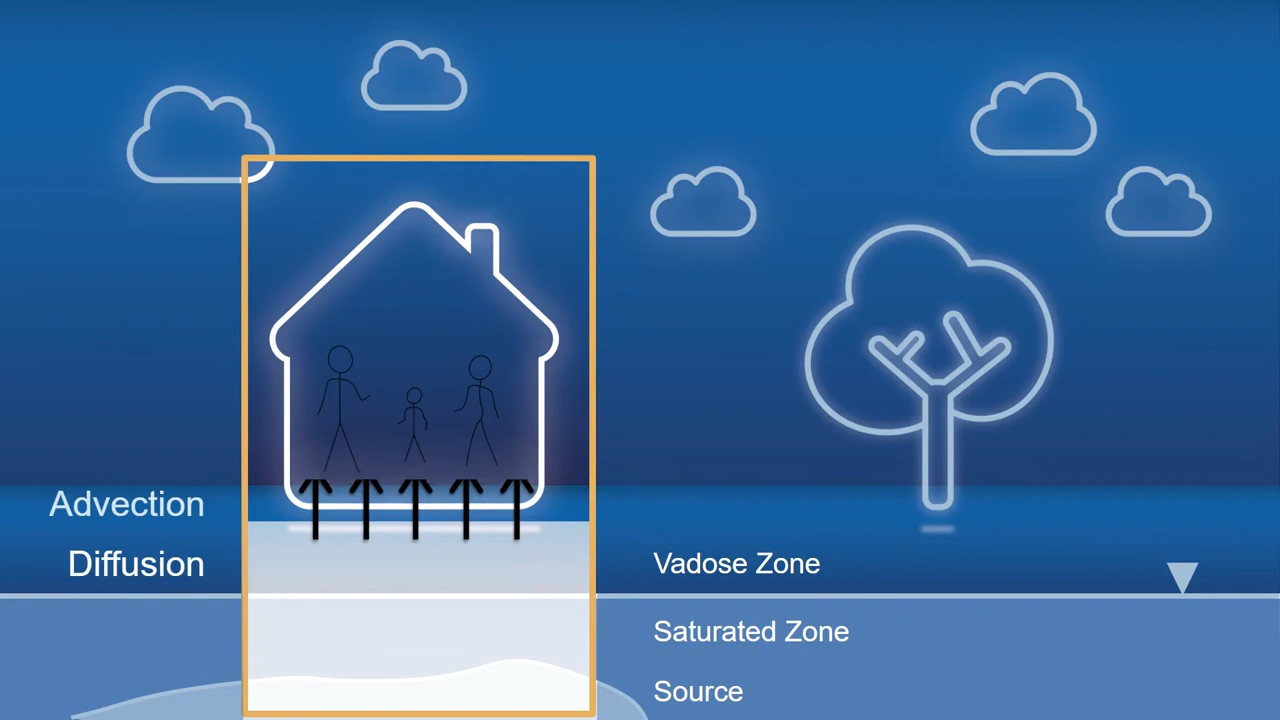 Advection
Diffusion
Vadose Zone
Saturated Zone
Source